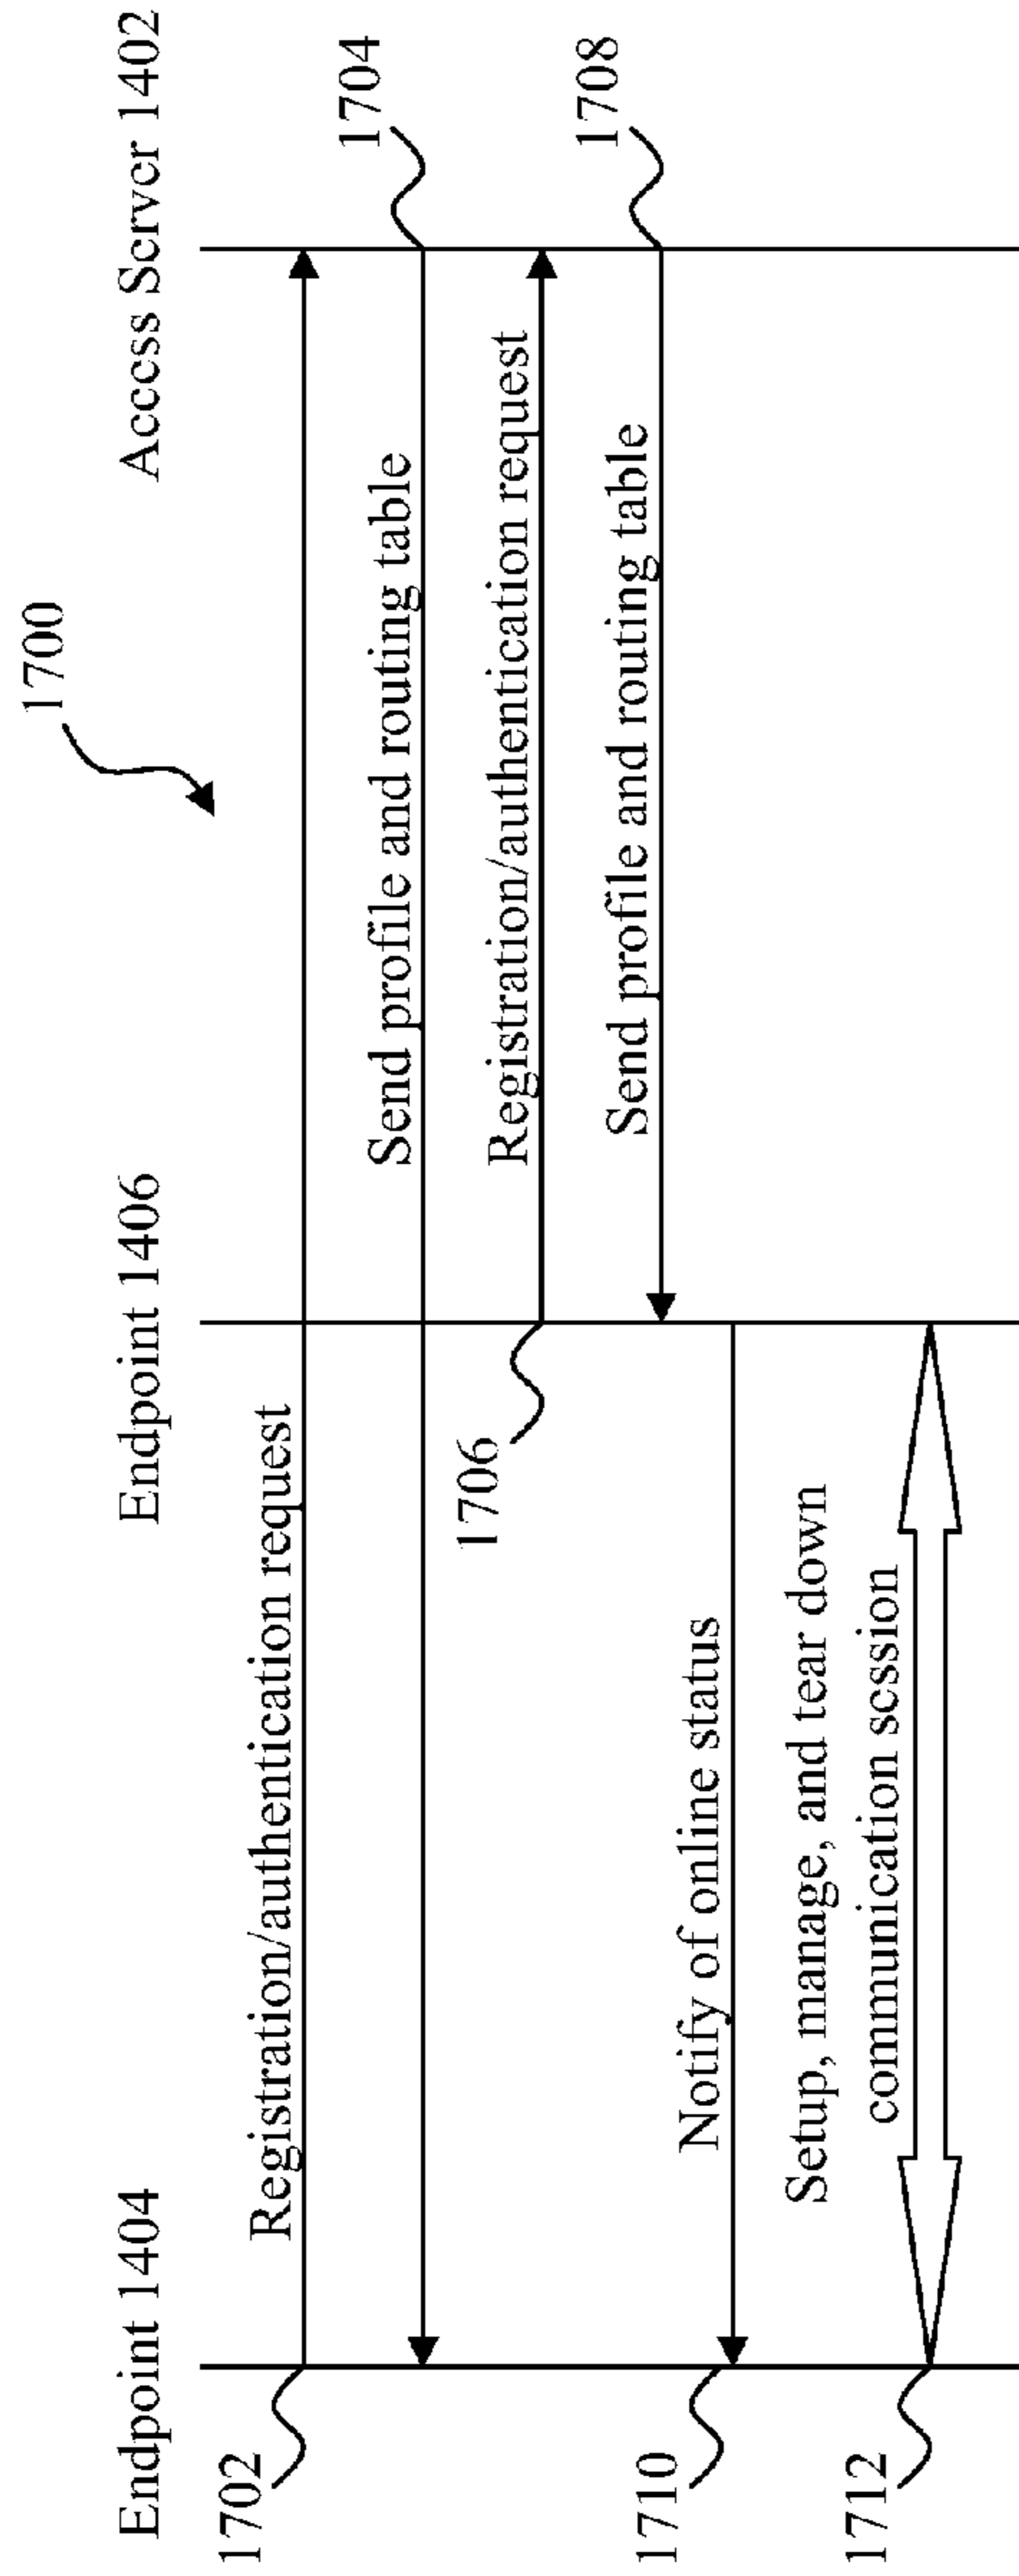 1700
Endpoint 1404
Endpoint 1406
Access Server 1402
1702
Registration/authentication request
1704
Send profile and routing table
1706
Registration/authentication request
1708
Send profile and routing table
1710
Notify of online status
Setup, manage, and tear down
communication session
1712